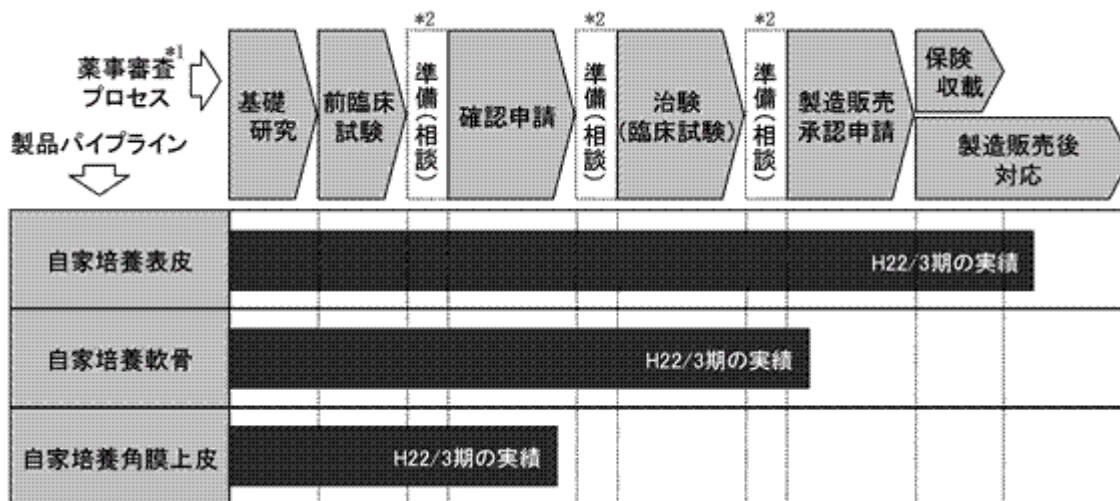 *2
*2
*2
薬事審査*1
プロセス
製品パイプライン
基礎
研究
前臨床
試験
準備(相談)
確認申請
準備(相談)
治験
(臨床試験)
準備(相談)
製造販売
承認申請
保険
収載
製造販売後
対応
自家培養表皮
H22/3期の実績
自家培養軟骨
H22/3期の実績
自家培養角膜上皮
H22/3期の実績